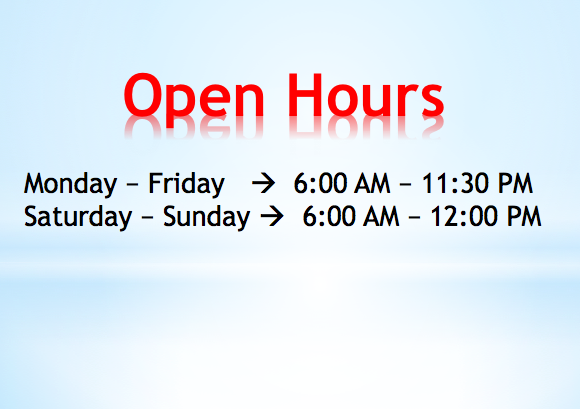 Open Hours
Monday – Friday → 6:00 AM – 11:30 PM
Saturday – Sunday → 6:00 AM – 12:00 PM